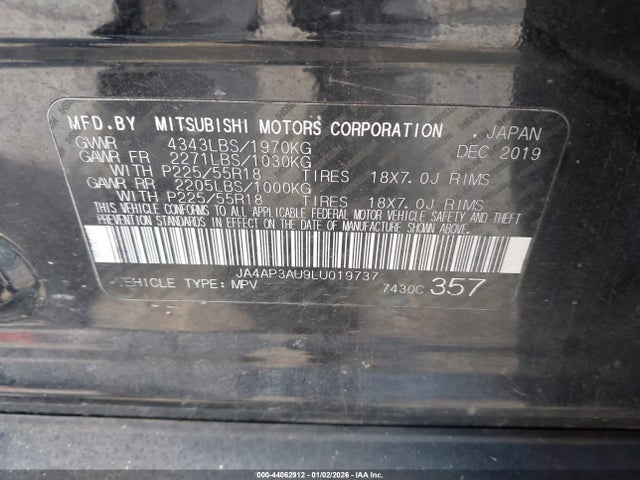 MFD.BY MITSUBISHI MOTORS CORPORATION . JAPAN
GVWR 4343LBS/1970KG DEC 2019
GAWR FR 2271LBS/1030KG
WITH P225/55R18 TIRES 18X7.0J RIMS
GAWR RR 2205LBS/1000KG
WITH P225/55R18 TIRES 18X7.0J RIMS
THIS VEHICLE CONFORMS TO ALL APPLICABLE FEDERAL MOTOR VEHICLE SAFETY AND THEFT
PREVENTION STANDARDS IN EFFECT ON THE DATE OF MANUFACTURE SHOWN ABOVE.
JA4AP3AU9LU019737
VEHICLE TYPE: MPV 7430C 357
000-44062912 - 01/02/2026 - IAA Inc.